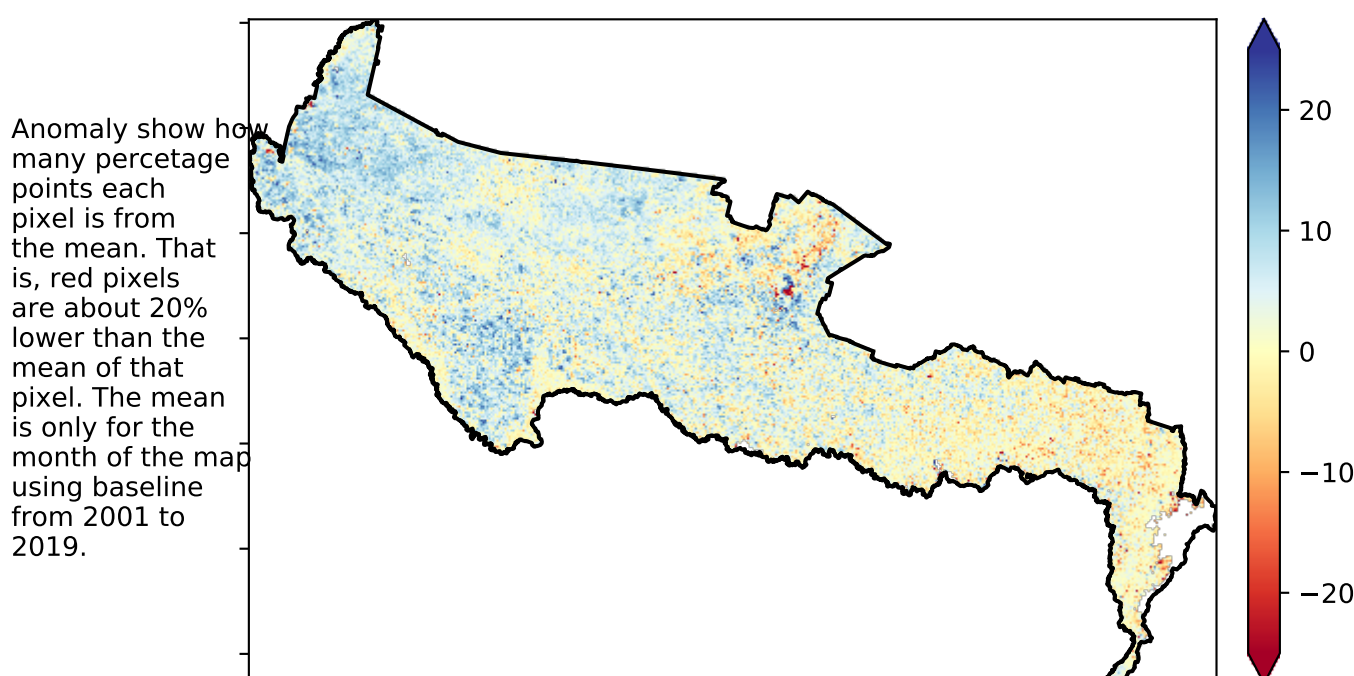 Anomaly show how
many percetage
points each
pixel is from
the mean. That
is, red pixels
are about 20%
lower than the
mean of that
pixel. The mean
is only for the
month of the map
using baseline
from 2001 to
2019.
20
10
0
−10
−20